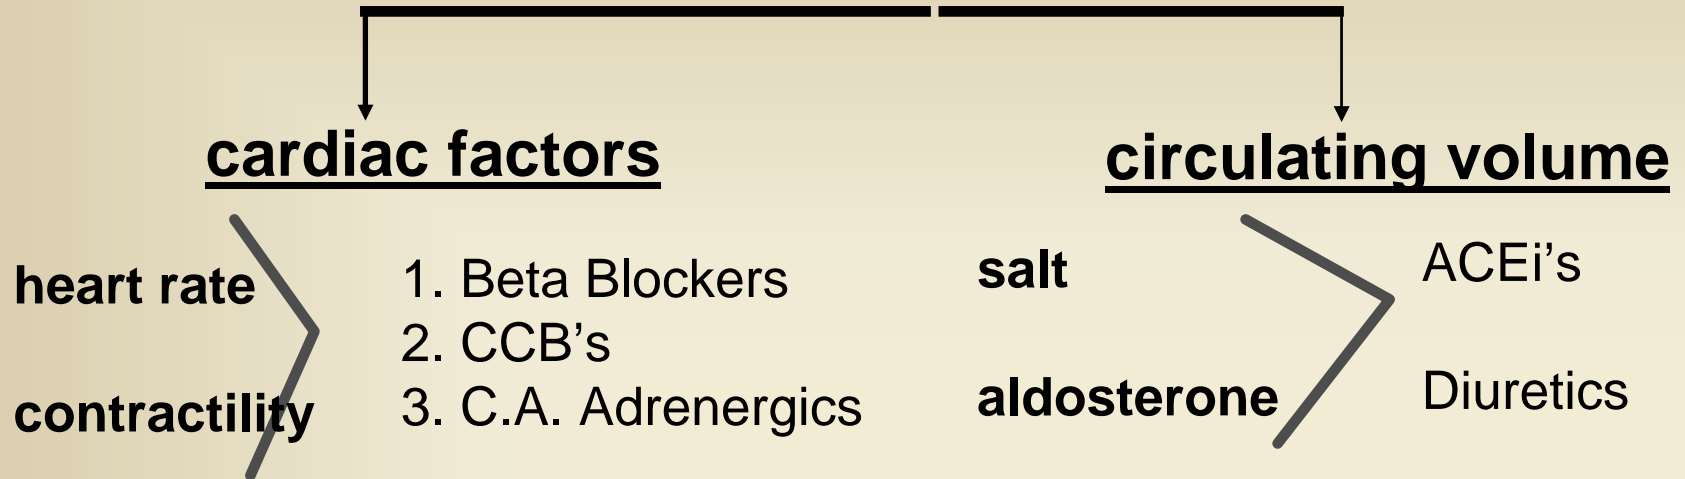 cardiac factors
heart rate
contractility
1. Beta Blockers
2. CCB's
3. C.A. Adrenergics
circulating volume
salt
aldosterone
ACEi's
Diuretics